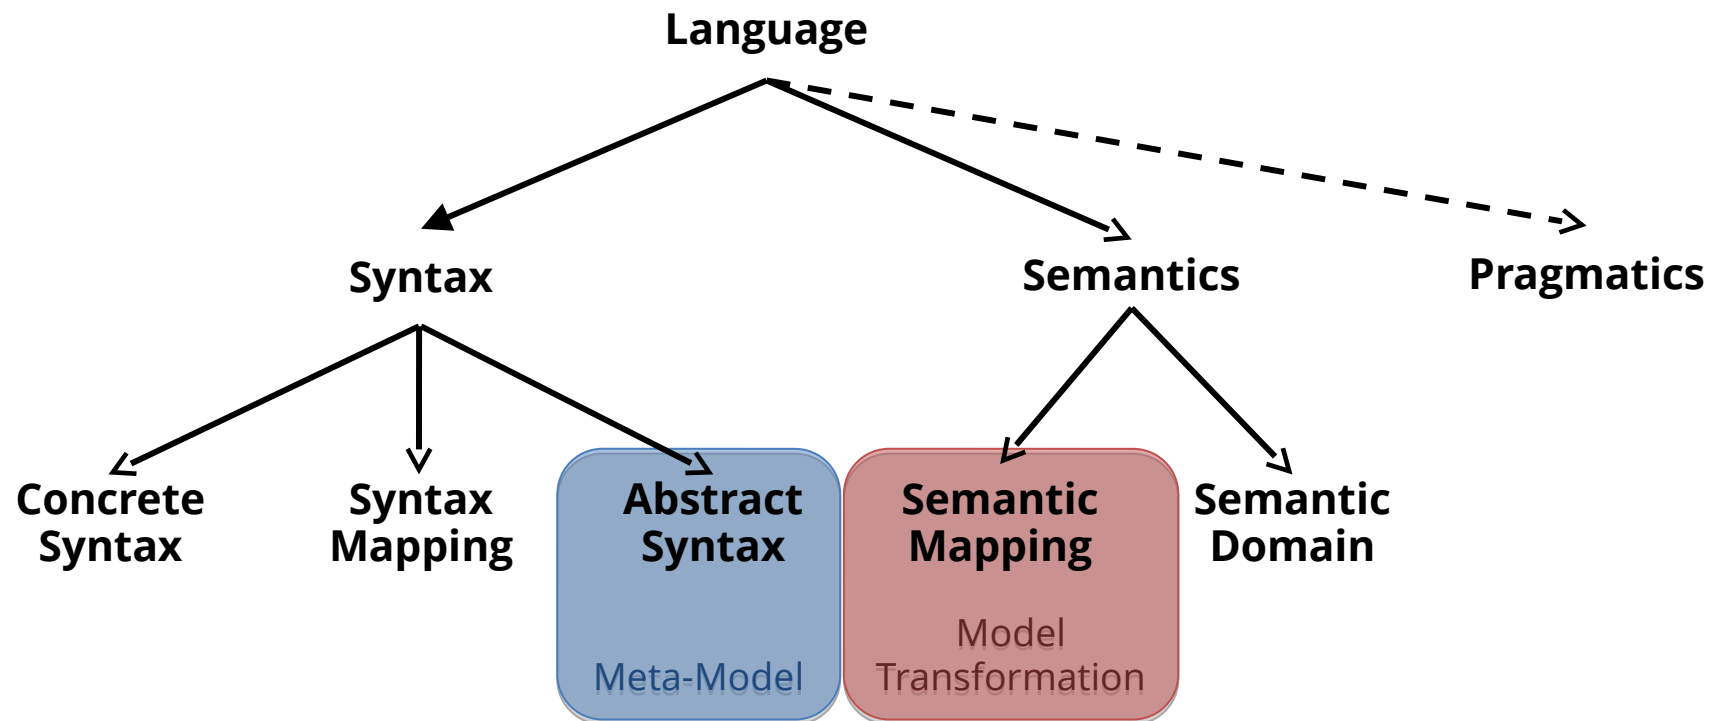 Language
Syntax
Semantics
Pragmatics
Concrete
Syntax
Syntax
Mapping
Abstract
Syntax
Meta-Model
Semantic
Mapping
Model
Transformation
Semantic
Domain